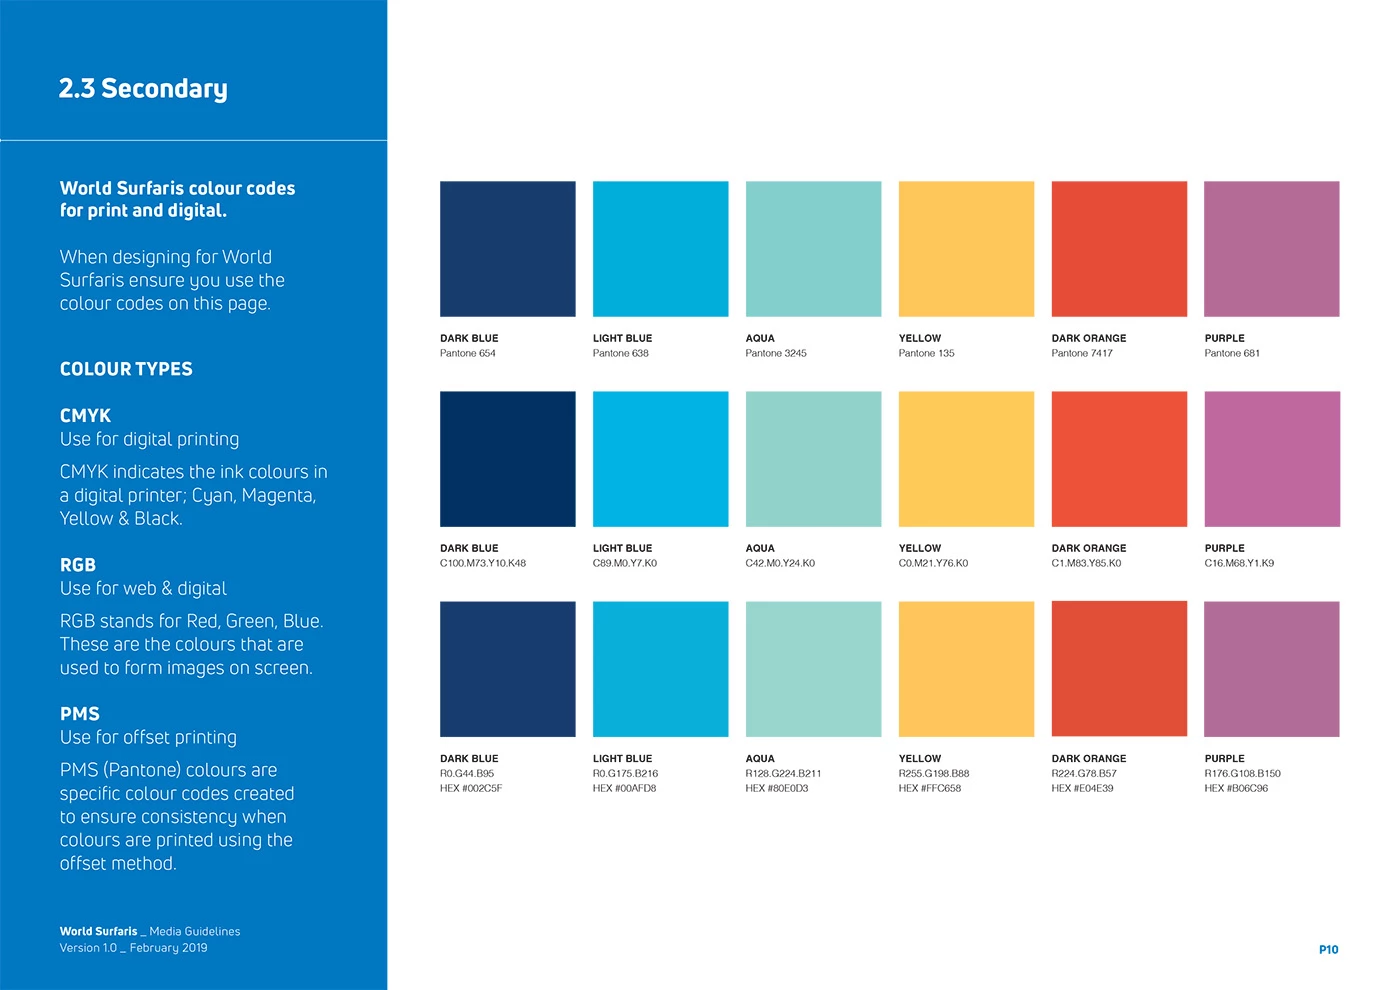 2.3 Secondary
World Surfaris colour codes
for print and digital.
When designing for World
Surfaris ensure you use the
colour codes on this page.
COLOUR TYPES
CMYK
Use for digital printing
CMYK indicates the ink colours in
a digital printer; Cyan, Magenta,
Yellow & Black.
RGB
Use for web & digital
RGB stands for Red, Green, Blue.
These are the colours that are
used to form images on screen.
PMS
Use for offset printing
PMS (Pantone) colours are
specific colour codes created
to ensure consistency when
colours are printed using the
offset method.
World Surfaris _ Media Guidelines
Version 1.0 _ February 2019
DARK BLUE
Pantone 654
LIGHT BLUE
Pantone 638
AQUA
Pantone 3245
YELLOW
Pantone 135
DARK ORANGE
Pantone 7417
PURPLE
Pantone 681
DARK BLUE
C100.M73.Y10.K48
LIGHT BLUE
C89.M0.Y7.K0
AQUA
C42.M0.Y24.K0
YELLOW
C0.M21.Y76.K0
DARK ORANGE
C1.M83.Y85.K0
PURPLE
C16.M68.Y1.K9
DARK BLUE
R0.G44.B95
HEX #002C5F
LIGHT BLUE
R0.G175.B216
HEX #00AFD8
AQUA
R128.G224.B211
HEX #80E0D3
YELLOW
R255.G198.B88
HEX #FFC658
DARK ORANGE
R224.G78.B57
HEX #E04E39
PURPLE
R176.G108.B150
HEX #B06C96
P10